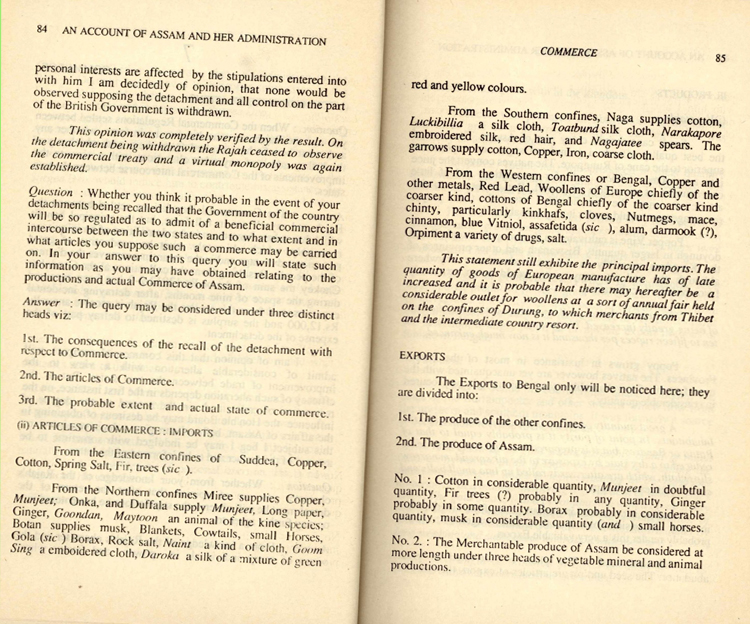 84 AN ACCOUNT OF ASSAM AND HER ADMINISTRATION
personal interests are affected by the stipulations entered into
with him I am decidedly of opinion, that none would be
observed supposing the detachment and all control on the part
of the British Government is withdrawn.
This opinion was completely verified by the result. On
the detachment being withdrawn the Rajah ceased to observe
the commercial treaty and a virtual monopoly was again
established.
Question : Whether you think it probable in the event of your
detachments being recalled that the Government of the country
will be so regulated as to admit of a beneficial commercial
intercourse between the two states and to what extent and in
what articles you suppose such a commerce may be carried
on. In your answer to this query you will state such
information as you may have obtained relating to the
productions and actual Commerce of Assam.
Answer : The query may be considered under three distinct
heads viz:
1st. The consequences of the recall of the detachment with
respect to Commerce.
2nd. The articles of Commerce.
3rd. The probable extent and actual state of commerce.
(ii) ARTICLES OF COMMERCE : IMPORTS
From the Eastern confines of Suddea, Copper,
Cotton, Spring Salt, Fir, trees (sic ).
From the Northern confines Miree supplies Copper,
Munjeet; Onka, and Duffala supply Munjeet, Long paper,
Ginger, Goondan, Maytoon an animal of the kine species;
Botan supplies musk, Blankets, Cowtails, small Horses,
Gola (sic ) Borax, Rock salt, Naint a kind of cloth, Goom
Sing a emboidered cloth, Daroka a silk of a mixture of green
COMMERCE 85
red and yellow colours.
From the Southern confines, Naga supplies cotton,
Luckibillia a silk cloth, Toatbund silk cloth, Narakapore
embroidered silk, red hair, and Nagajatee spears. The
garrows supply cotton, Copper, Iron, coarse cloth.
From the Western confines or Bengal, Copper and
other metals, Red Lead, Woollens of Europe chiefly of the
coarser kind, cottons of Bengal chiefly of the coarser kind
chinty, particularly kinkhafs, cloves, Nutmegs, mace,
cinnamon, blue Vitniol, assafetida (sic ), alum, darmook (?),
Orpiment a variety of drugs, salt.
This statement still exhibite the principal imports. The
quantity of goods of European manufacture has of late
increased and it is probable that there may hereafter be a
considerable outlet for woollens at a sort of annual fair held
on the confines of Durung, to which merchants from Thibet
and the intermediate country resort.
EXPORTS
The Exports to Bengal only will be noticed here; they
are divided into:
1st. The produce of the other confines.
2nd. The produce of Assam.
No. 1 : Cotton in considerable quantity, Munjeet in doubtful
quantity, Fir trees (?) probably in any quantity, Ginger
probably in some quantity. Borax probably in considerable
quantity, musk in considerable quantity (and ) small horses.
No. 2. : The Merchantable produce of Assam be considered at
more length under three heads of vegetable mineral and animal
productions.